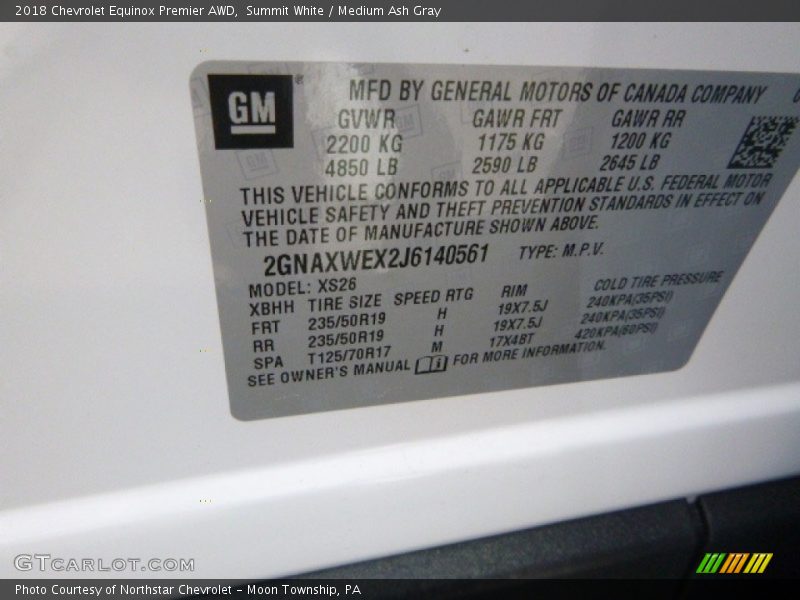 2018 Chevrolet Equinox Premier AWD, Summit White / Medium Ash Gray
GM
MFD BY GENERAL MOTORS OF CANADA COMPANY
GVWR GAWR FRT GAWR RR
2200 KG 1175 KG 1200 KG
4850 LB 2590 LB 2645 LB
THIS VEHICLE CONFORMS TO ALL APPLICABLE U.S. FEDERAL MOTOR
VEHICLE SAFETY AND THEFT PREVENTION STANDARDS IN EFFECT ON
THE DATE OF MANUFACTURE SHOWN ABOVE.
2GNAXWEX2J6140561 TYPE: M.P.V.
MODEL: XS26
XBHH TIRE SIZE SPEED RTG RIM COLD TIRE PRESSURE
FRT 235/50R19 H 19X7.5J 240KPA(35PSI)
RR 235/50R19 H 19X7.5J 240KPA(35PSI)
SPA T125/70R17 M 17X4BT 420KPA(60PSI)
SEE OWNER'S MANUAL i FOR MORE INFORMATION.
GTCARLOT.COM
Photo Courtesy of Northstar Chevrolet - Moon Township, PA